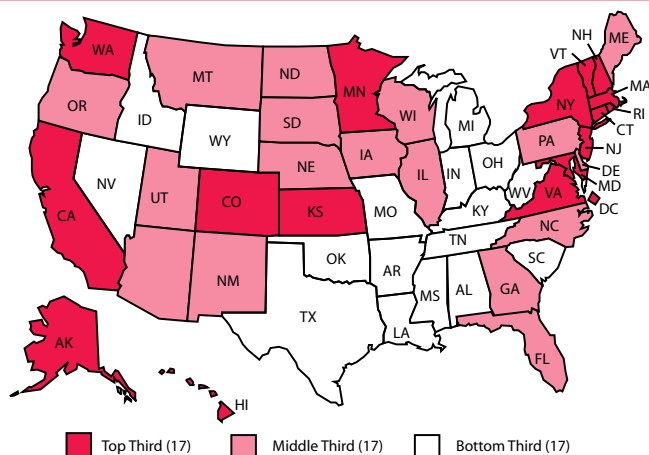 WA
NH
ME
VT
MT
ND
MN
OR
MA
ID
SD
WI
NY
WY
MI
RI
CT
IA
PA
NJ
NE
NV
OH
IL
IN
DE
UT
CO
MD
WV
VA
CA
KS
MO
KY
DC
NC
TN
OK
SC
NM
AR
MS
AL
GA
TX
LA
AK
FL
HI
Top Third (17)
Middle Third (17)
Bottom Third (17)